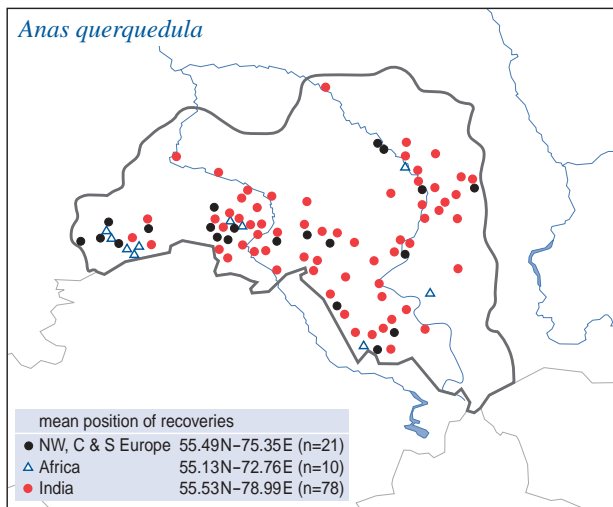 Anas querquedula
mean position of recoveries
NW, C & S Europe 55.49N–75.35E (n=21)
Africa 55.13N–72.76E (n=10)
India 55.53N–78.99E (n=78)